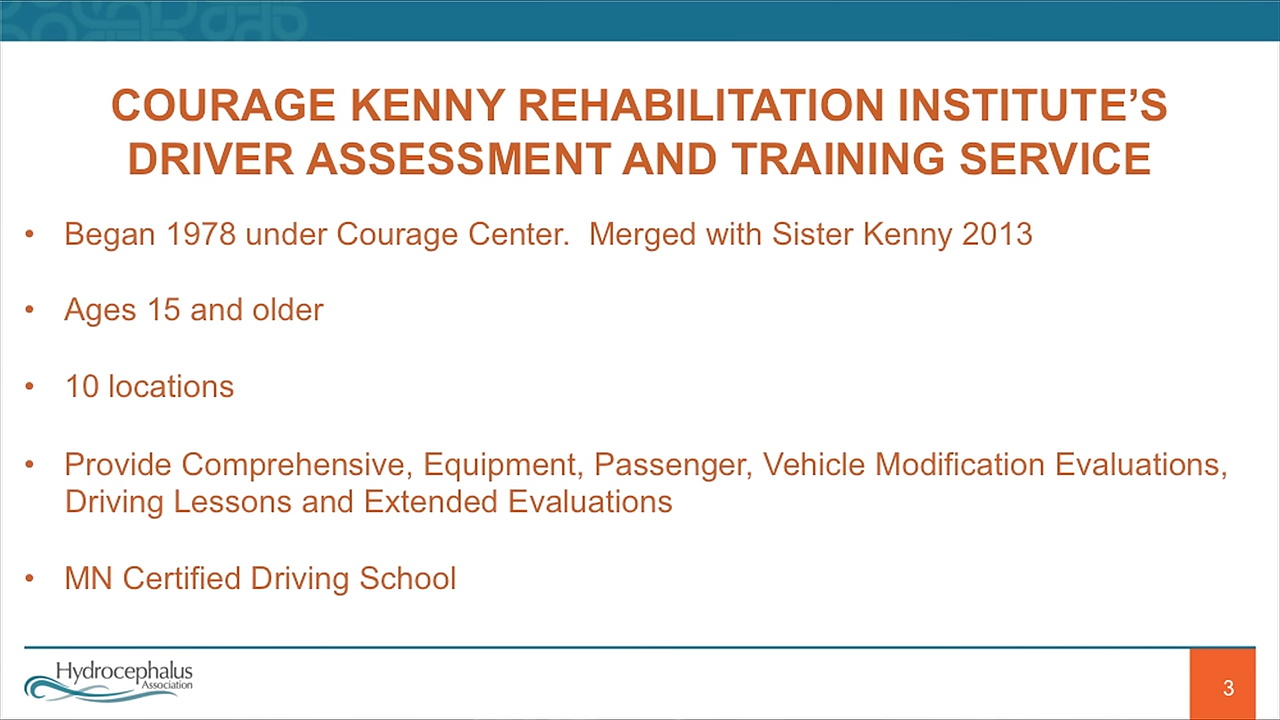 COURAGE KENNY REHABILITATION INSTITUTE’S
DRIVER ASSESSMENT AND TRAINING SERVICE
• Began 1978 under Courage Center.  Merged with Sister Kenny 2013
• Ages 15 and older
• 10 locations
• Provide Comprehensive, Equipment, Passenger, Vehicle Modification Evaluations,
Driving Lessons and Extended Evaluations
• MN Certified Driving School
Hydrocephalus
Association
3